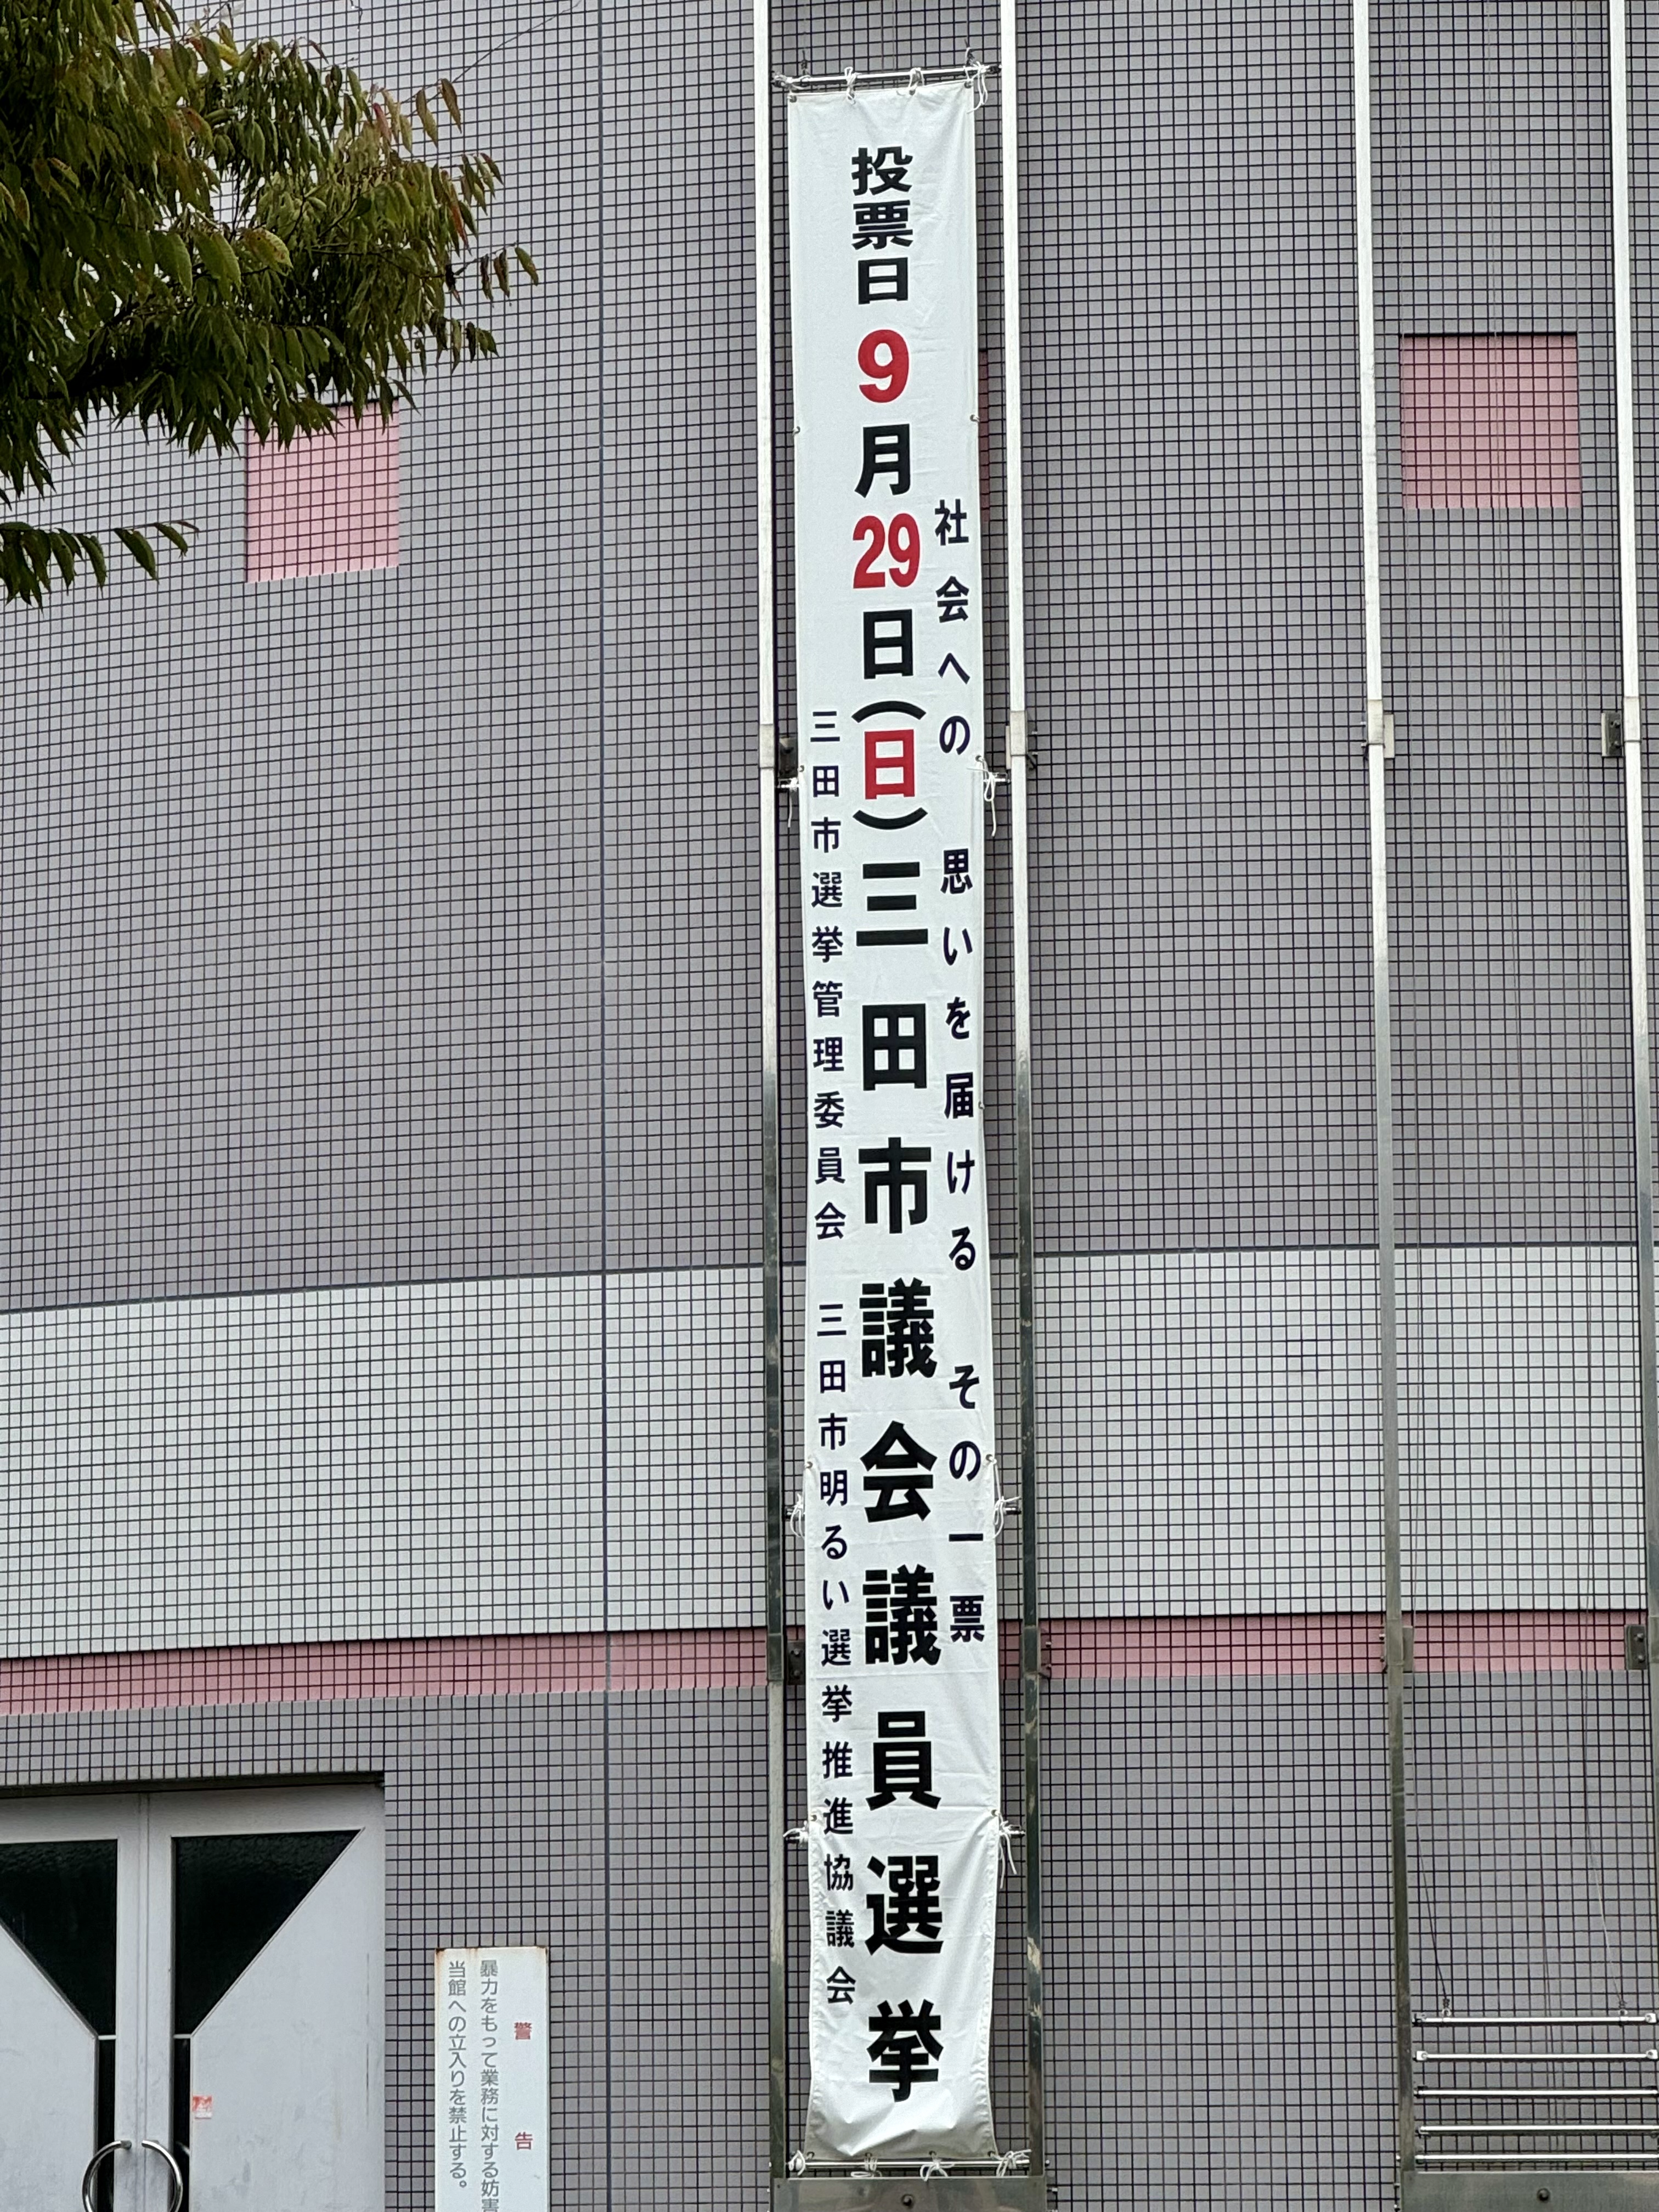 社会への 思いを届ける その一票
投票日9月29日(日)三田市議会議員選挙
三田市選挙管理委員会 三田市明るい選挙推進協議会
警告
暴力をもって業務に対する妨害
当館への立入りを禁止する。